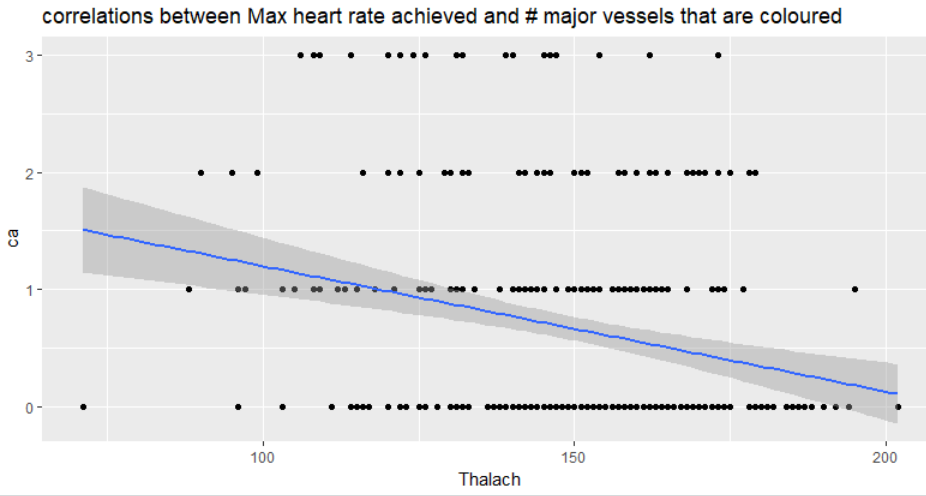 correlations between Max heart rate achieved and # major vessels that are coloured
3
2
1
0
ca
100
150
200
Thalach